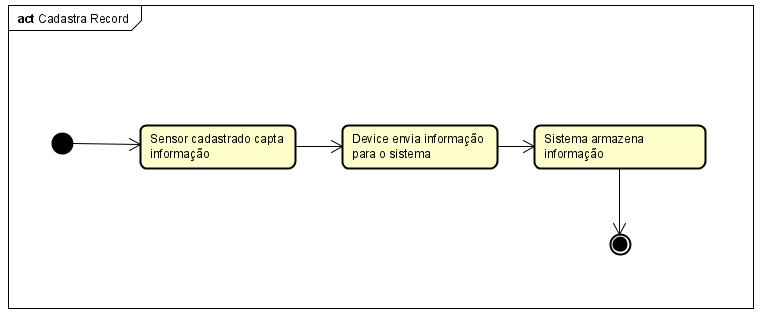 act Cadastra Record
Sensor cadastrado capta
informação
Device envia informação
para o sistema
Sistema armazena
informação